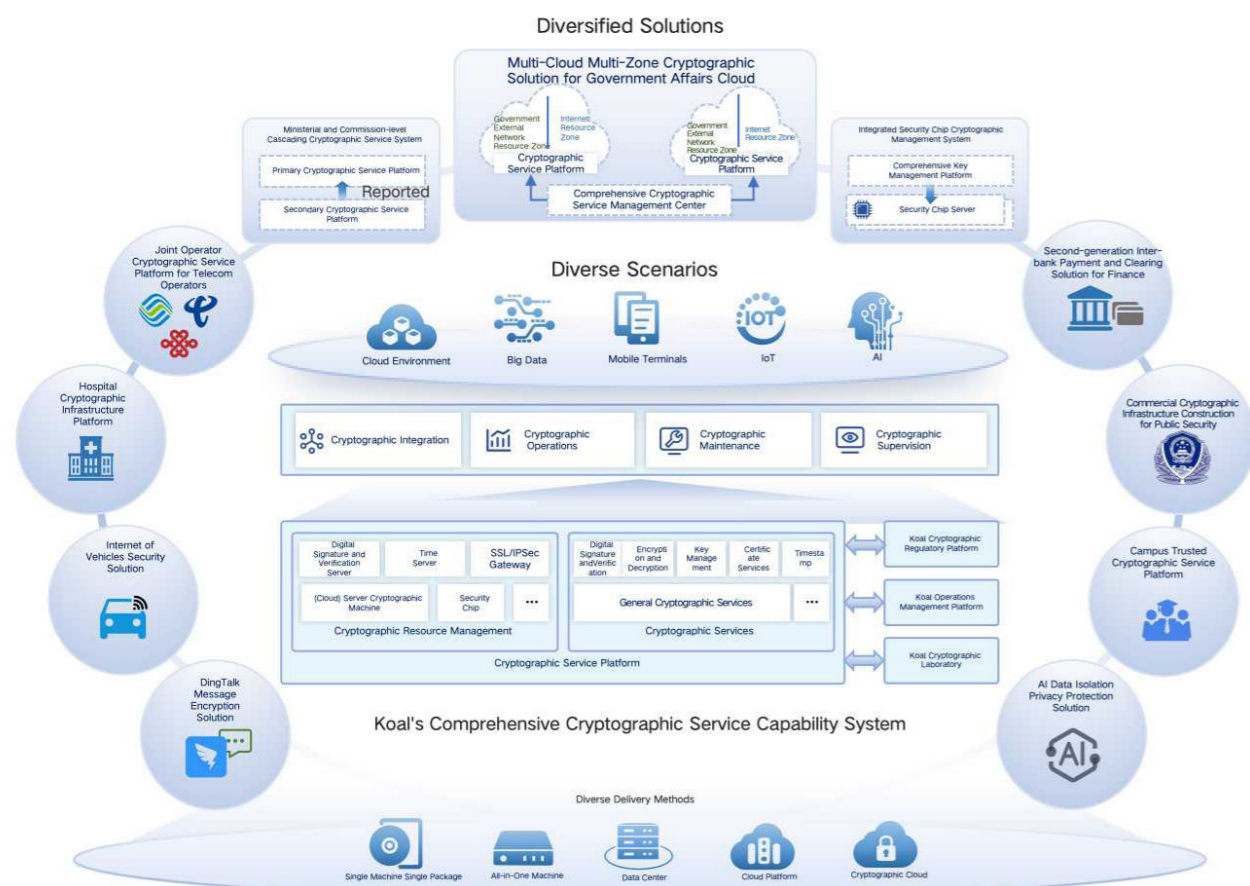 Diversified Solutions
Multi-Cloud Multi-Zone Cryptographic
Solution for Government Affairs Cloud
Government
External
Network
Resource Zone
Internet
Resource
Zone
Cryptographic
Service Platform
Government
External
Network
Resource Zone
Internet
Resource Zone
Cryptographic Service
Platform
Comprehensive Cryptographic
Service Management Center
Ministerial and Commission-level
Cascading Cryptographic Service System
Primary Cryptographic Service Platform
Reported
Secondary Cryptographic Service
Platform
Integrated Security Chip Cryptographic
Management System
Comprehensive Key
Management Platform
Security Chip Server
Joint Operator
Cryptographic Service
Platform for Telecom
Operators
Second-generation Inter-
bank Payment and Clearing
Solution for Finance
Diverse Scenarios
Cloud Environment
Big Data
Mobile Terminals
IOT
IoT
AI
Hospital
Cryptographic
Infrastructure
Platform
Commercial Cryptographic
Infrastructure Construction
for Public Security
Cryptographic Integration
Cryptographic
Operations
Cryptographic
Maintenance
Cryptographic
Supervision
Internet of
Vehicles Security
Solution
Campus Trusted
Cryptographic Service
Platform
Digital
Signature and
Verification
Server
Time
Server
SSL/IPSec
Gateway
(Cloud) Server Cryptographic
Machine
Security
Chip
...
Cryptographic Resource Management
Digital
Signature
andVerific
ation
Encrypti
on and
Decryption
Key
Manage
ment
Certific
ate
Services
Timesta
mp
General Cryptographic Services
...
Cryptographic Services
Cryptographic Service Platform
Koal Cryptographic
Regulatory Platform
Koal Operations
Management Platform
Koal Cryptographic
Laboratory
DingTalk
Message
Encryption
Solution
AI Data Isolation
Privacy Protection
Solution
AI
Koal's Comprehensive Cryptographic Service Capability System
Diverse Delivery Methods
Single Machine Single Package
All-in-One Machine
Data Center
Cloud Platform
Cryptographic Cloud